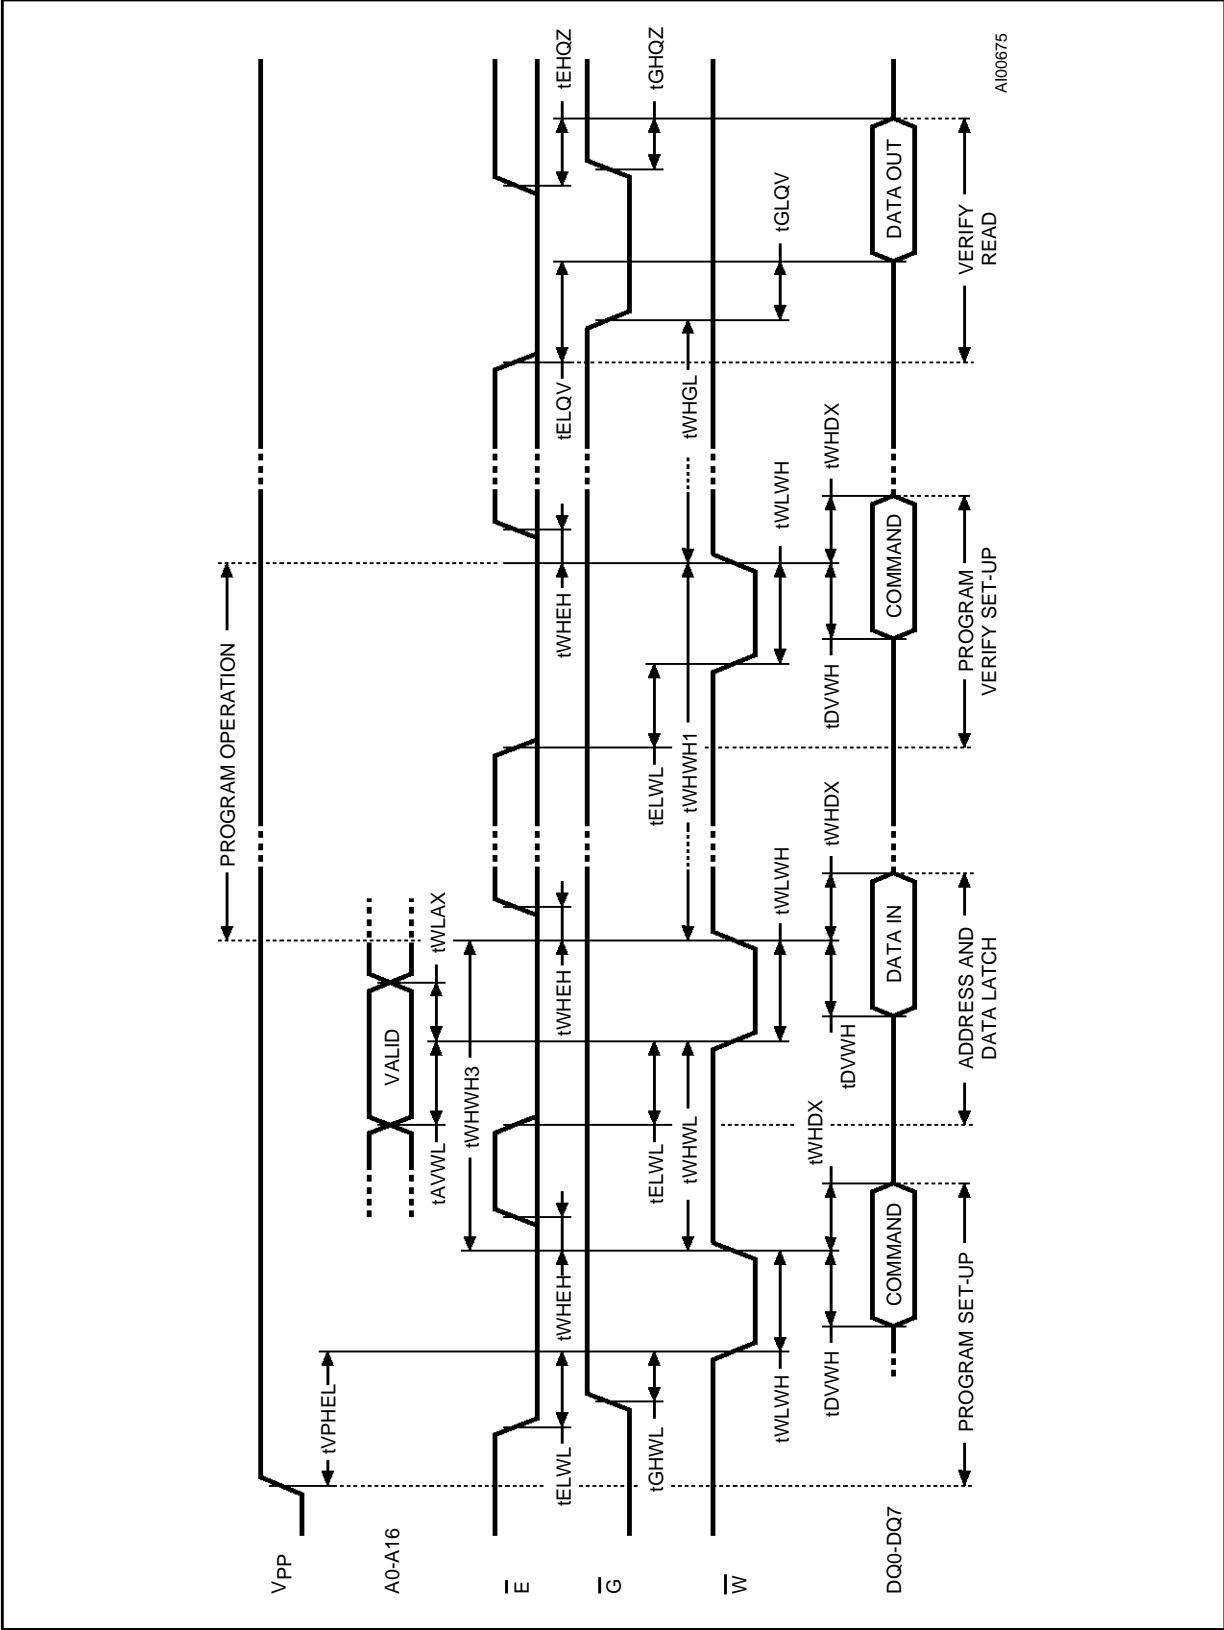 VPP
A0-A16
E
G
W
DQ0-DQ7
PROGRAM OPERATION
tVPHEL
VALID
tAVWL
tWLAX
tWHWH3
tELWL
tWHEH
tWHEH
tWHEH
tELQV
tEHQZ
tGHWL
tELWL
tELWL
tGHQZ
tWHWL
tWHWH1
tWHGL
tWLWH
tWLWH
tWLWH
tGLQV
tDVWH
tWHDX
tDVWH
tWHDX
tDVWH
tWHDX
COMMAND
DATA IN
COMMAND
DATA OUT
PROGRAM SET-UP
ADDRESS AND
DATA LATCH
PROGRAM
VERIFY SET-UP
VERIFY
READ
AI00675